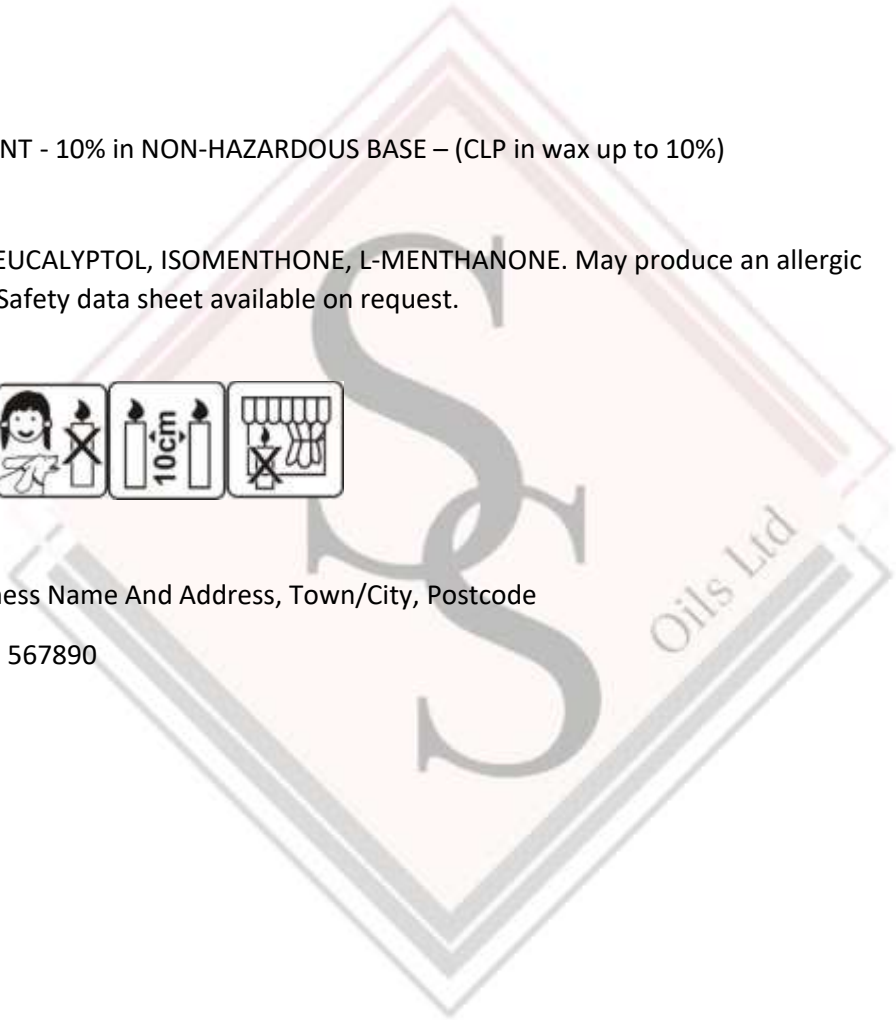 NT - 10% in NON-HAZARDOUS BASE – (CLP in wax up to 10%)
EUCALYPTOL, ISOMENTHONE, L-MENTHANONE. May produce an allergic
Safety data sheet available on request.
10cm
ness Name And Address, Town/City, Postcode
567890
S
S
Oils Ltd